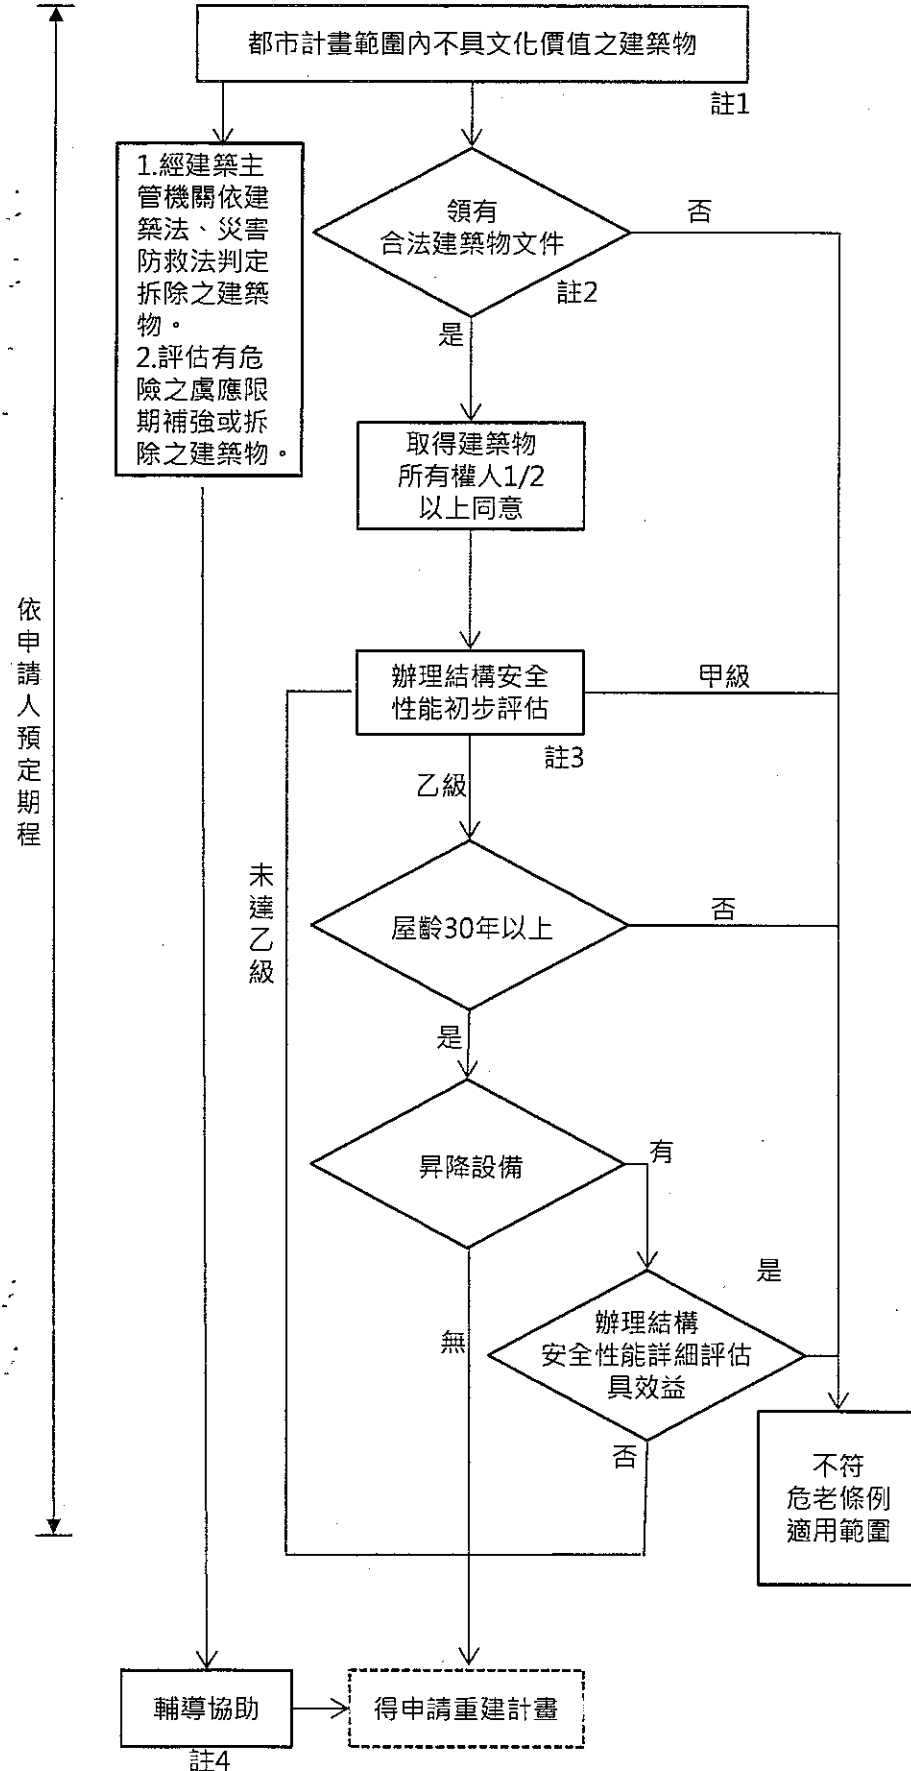 都市計畫範圍內不具文化價值之建築物
註1
1.經建築主
管機關依建
築法、災害
防救法判定
拆除之建築
物。
2.評估有危
險之虞應限
期補強或拆
除之建築物。
領有
合法建築物文件
否
註2
是
取得建築物
所有權人1/2
以上同意
依申請人預定期程
辦理結構安全
性能初步評估
甲級
註3
乙級
未達乙級
屋齡30年以上
否
是
昇降設備
有
無
是
辦理結構
安全性能詳細評估
具效益
否
不符
危老條例
適用範圍
輔導協助
註4
得申請重建計畫